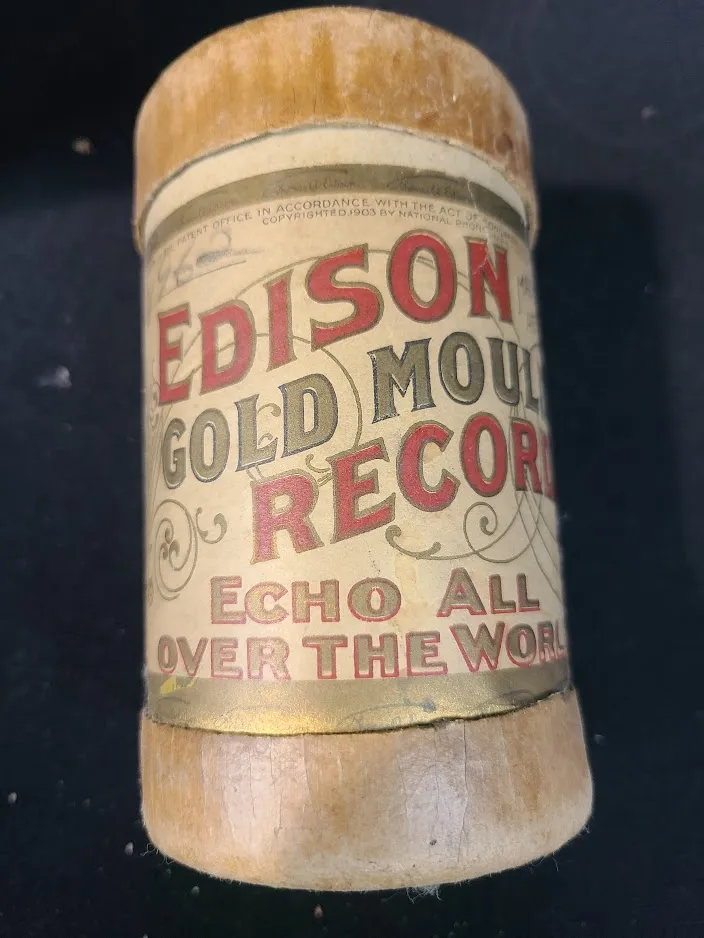 PATENT OFFICE IN ACCORDANCE WITH THE ACT OF
COPYRIGHTED 1903 BY NATIONAL
EDISON
GOLD MOUL
RECORD
ECHO ALL
OVER THE WORL